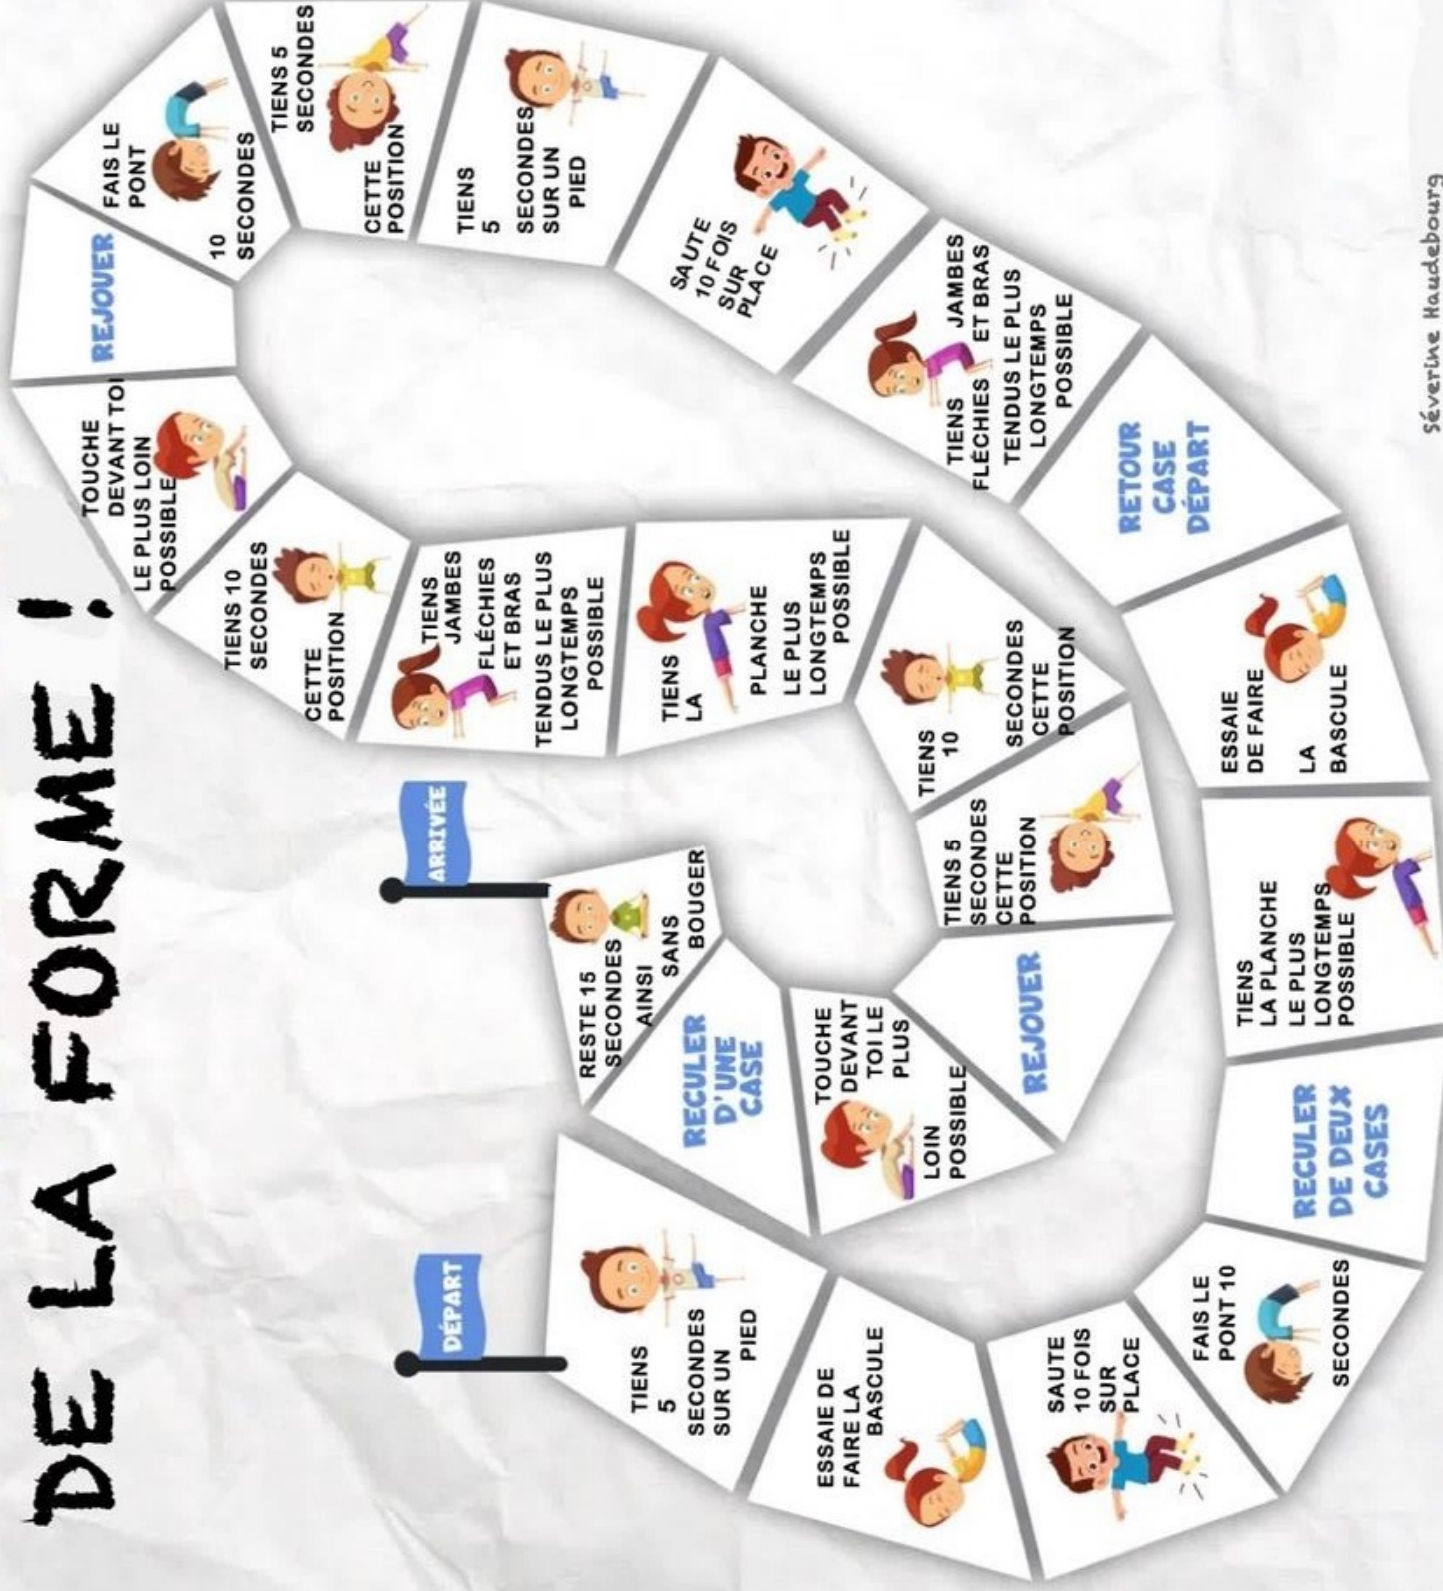 DE LA FORME !
DÉPART
TIENS
5
SECONDES
SUR UN
PIED
ESSAIE DE
FAIRE LA
BASCULE
SAUTE
10 FOIS
SUR
PLACE
FAIS LE
PONT 10
SECONDES
RECULER
DE DEUX
CASES
TIENS
LA PLANCHE
LE PLUS
LONGTEMPS
POSSIBLE
ESSAIE
DE FAIRE
LA
BASCULE
RETOUR
CASE
DÉPART
TIENS JAMBES
FLÉCHIES ET BRAS
TENDUS LE PLUS
LONGTEMPS
POSSIBLE
SAUTE
10 FOIS
SUR
PLACE
TIENS
5
SECONDES
SUR UN
PIED
TIENS 5
SECONDES
CETTE
POSITION
FAIS LE
PONT
10
SECONDES
REJOUER
TOUCHE
DEVANT TOI
LE PLUS LOIN
POSSIBLE
TIENS 10
SECONDES
CETTE
POSITION
TIENS
JAMBES
FLÉCHIES
ET BRAS
TENDUS LE PLUS
LONGTEMPS
POSSIBLE
TIENS
LA
PLANCHE
LE PLUS
LONGTEMPS
POSSIBLE
TIENS
10
SECONDES
CETTE
POSITION
TIENS 5
SECONDES
CETTE
POSITION
REJOUER
TOUCHE
DEVANT
TOI LE
PLUS
LOIN
POSSIBLE
RECULER
D'UNE
CASE
RESTE 15
SECONDES
AINSI
SANS
BOUGER
ARRIVÉE
Séverine Haudebourg